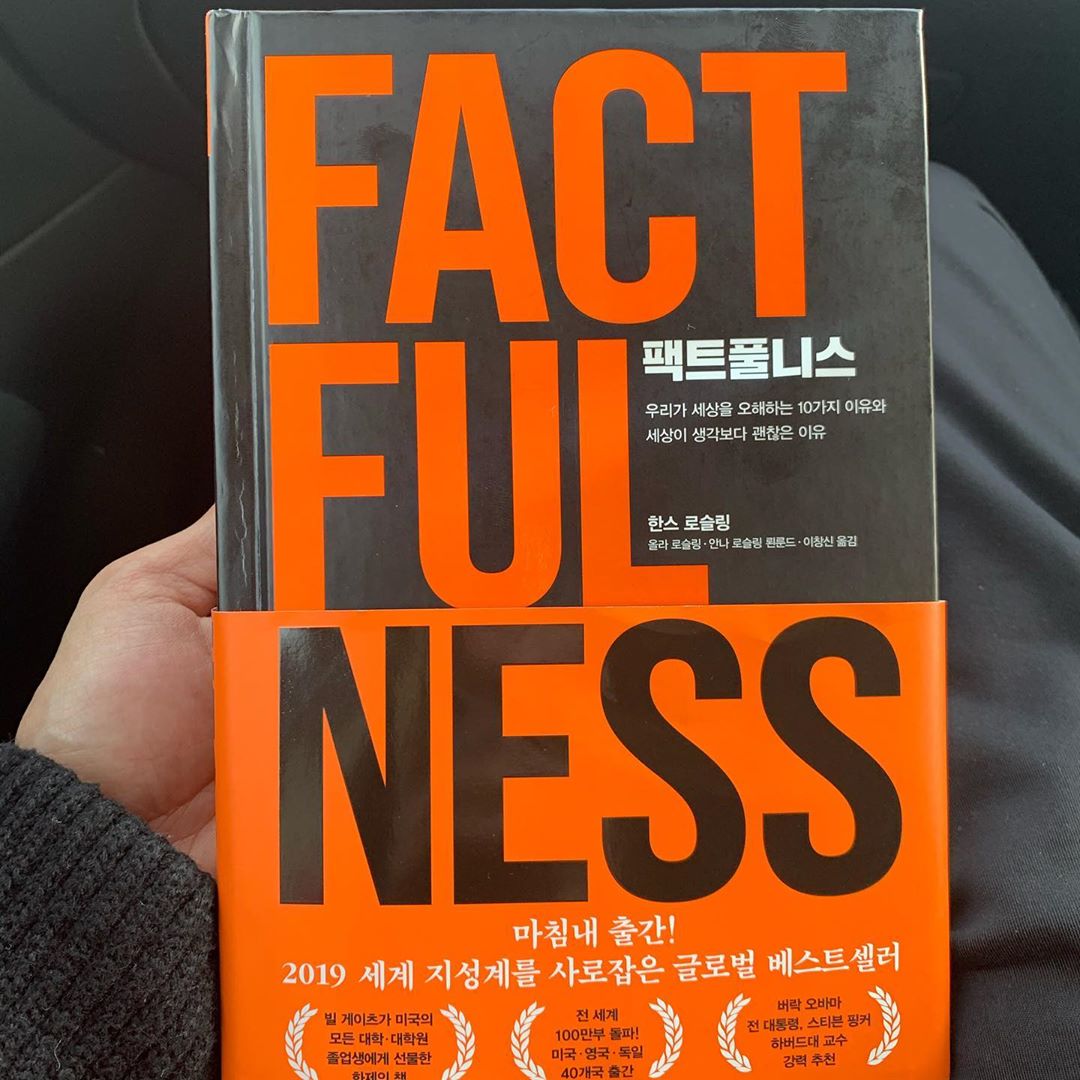 FACT
FUL
팩트풀니스
우리가 세상을 오해하는 10가지 이유와
세상이 생각보다 괜찮은 이유
한스 로슬링
올라 로슬링·안나 로슬링 뢴룬드·이창신 옮김
NESS
마침내 출간!
2019 세계 지성계를 사로잡은 글로벌 베스트셀러
빌 게이츠가 미국의
모든 대학·대학원
졸업생에게 선물한
화제의 책
전 세계
100만부 돌파!
미국·영국·독일
40개국 출간
버락 오바마
전 대통령, 스티븐 핑커
하버드대 교수
강력 추천